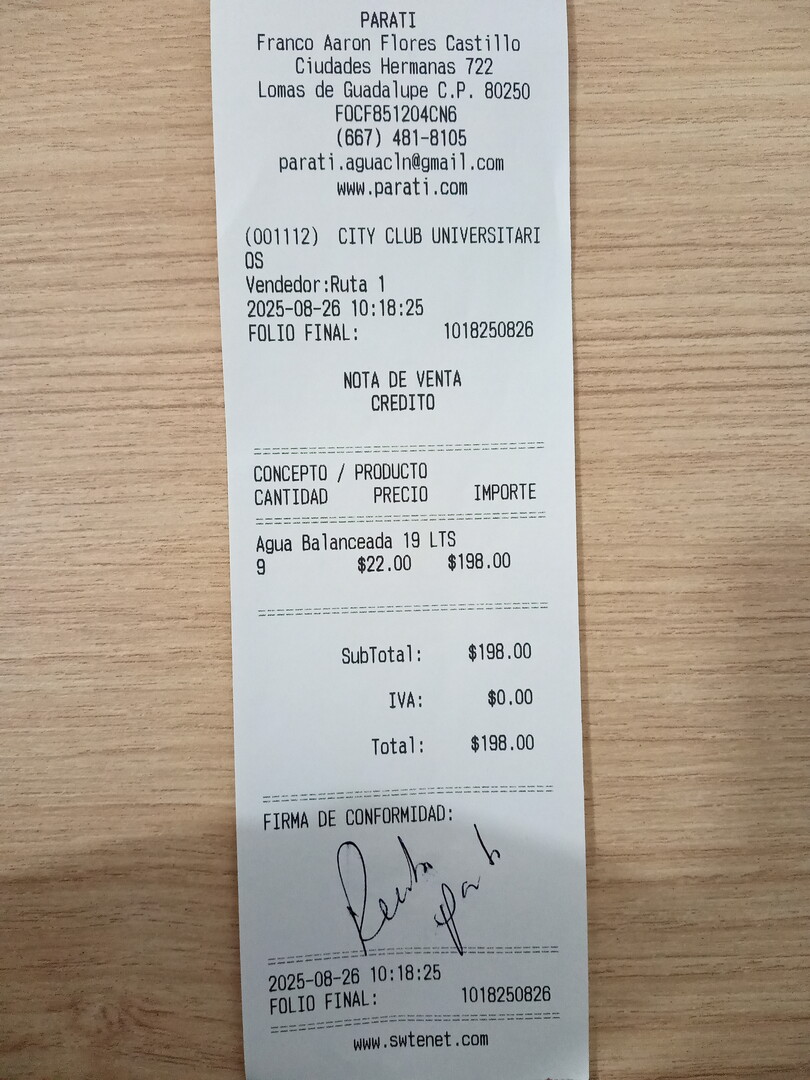 PARATI
Franco Aaron Flores Castillo
Ciudades Hermanas 722
Lomas de Guadalupe C.P. 80250
FOCF851204CN6
(667) 481-8105
parati.aguacln@gmail.com
www.parati.com
(001112) CITY CLUB UNIVERSITARI
OS
Vendedor:Ruta 1
2025-08-26 10:18:25
FOLIO FINAL: 1018250826
NOTA DE VENTA
CREDITO
CONCEPTO / PRODUCTO
CANTIDAD PRECIO IMPORTE
Agua Balanceada 19 LTS
9 $22.00 $198.00
SubTotal: $198.00
IVA: $0.00
Total: $198.00
FIRMA DE CONFORMIDAD:
2025-08-26 10:18:25
FOLIO FINAL: 1018250826
www.swtenet.com